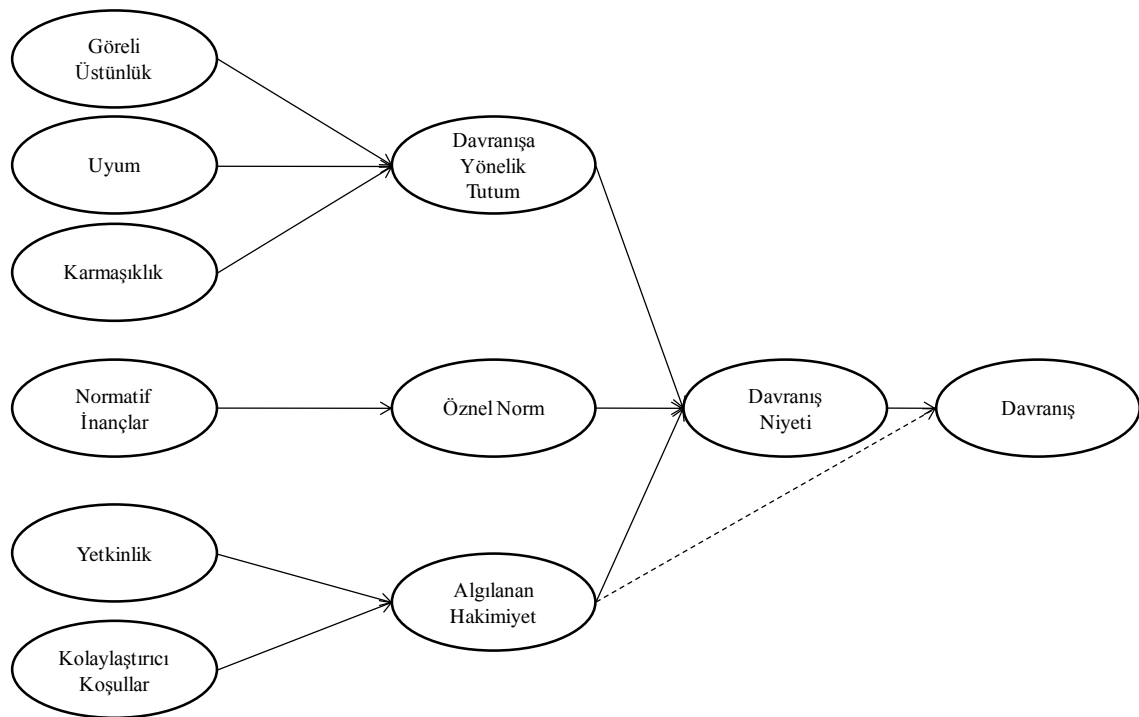 Göreli
Üstünlük
Uyum
Karmaşıklık
Davranışa
Yönelik
Tutum
Normatif
İnançlar
Öznel Norm
Davranış
Niyeti
Davranış
Yetkinlik
Kolaylaştırıcı
Koşullar
Algılanan
Hakimiyet